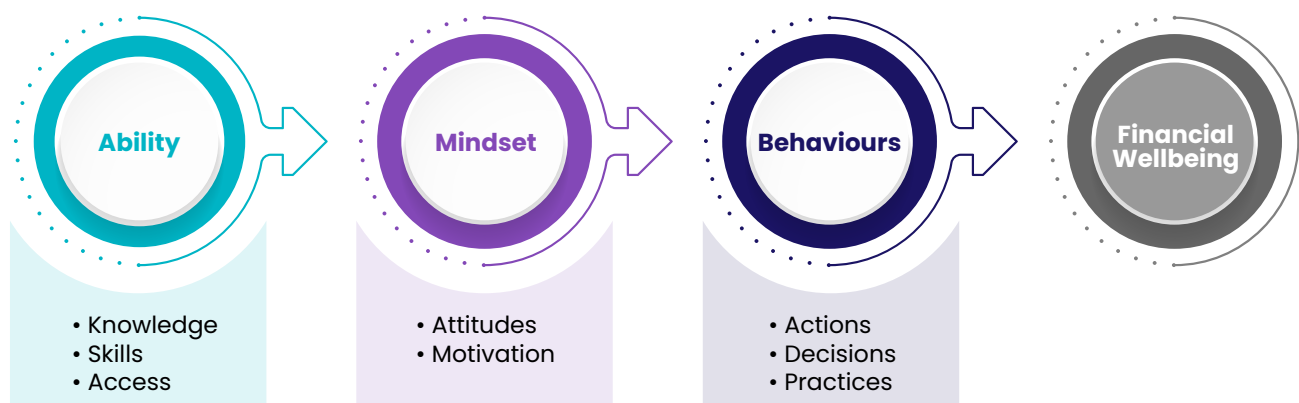 Ability
Mindset
Behaviours
Financial
Wellbeing
• Knowledge
• Skills
• Access
• Attitudes
• Motivation
• Actions
• Decisions
• Practices